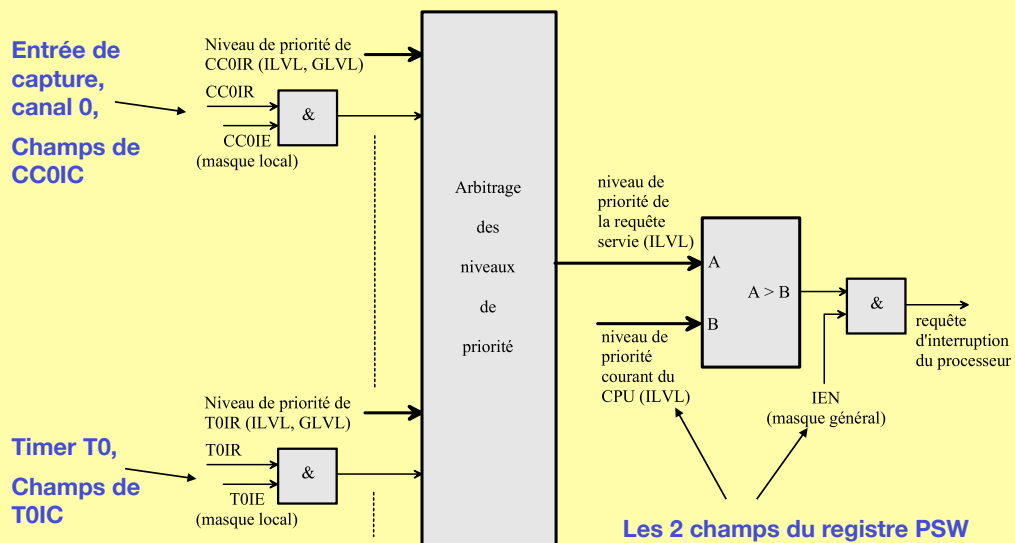 Entrée de
capture,
canal 0,
Champs de
CC0IC
Niveau de priorité de
CC0IR (ILVL, GLVL)
CC0IR
&
CC0IE
(masque local)
Arbitrage
des
niveaux
de
priorité
niveau de
priorité de
la requête
servie (ILVL)
A
A > B
B
&
niveau de
priorité
courant du
CPU (ILVL)
requête
d'interruption
du processeur
IEN
(masque général)
Timer T0,
Champs de
T0IC
Niveau de priorité de
T0IR (ILVL, GLVL)
T0IR
&
T0IE
(masque local)
Les 2 champs du registre PSW